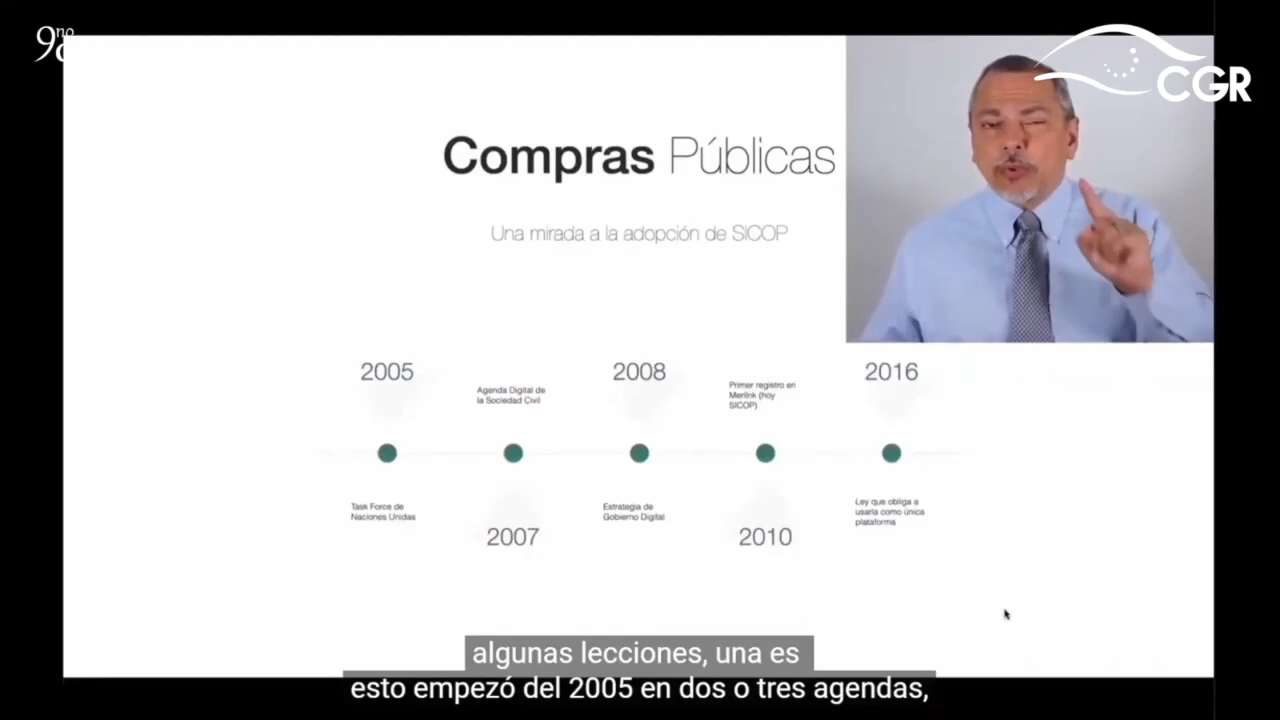 9no
CGR
Compras Públicas
Una mirada a la adopción de SICOP
2005
2008
2016
Agenda Digital de
la Sociedad Civil
Primer registro en
Merlink (hoy
SICOP)
Task Force de
Naciones Unidas
Estrategia de
Gobierno Digital
Ley que obliga a
usarla como única
plataforma
2007
2010
algunas lecciones, una es
esto empezó del 2005 en dos o tres agendas,